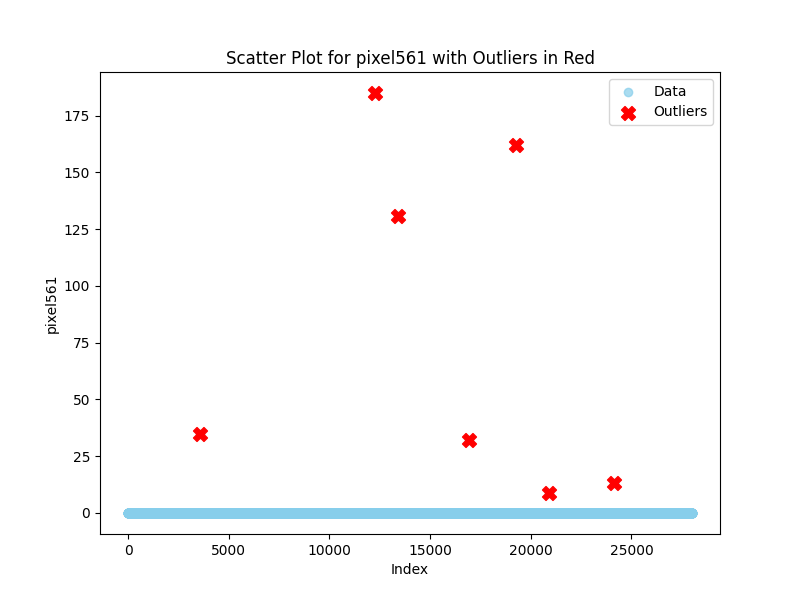 Scatter Plot for pixel561 with Outliers in Red
Data
Outliers
175
150
125
100
75
50
25
0
pixel561
0 5000 10000 15000 20000 25000
Index